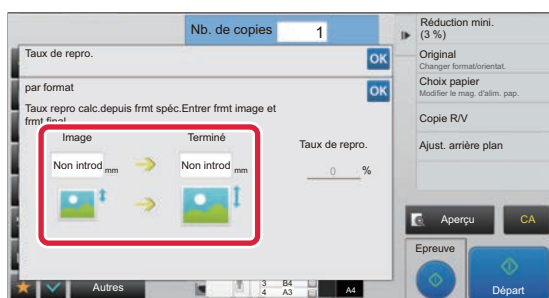 Nb. de copies 1
Taux de repro. OK
par format OK
Taux repro calc.depuis frmt spéc.Entrer frmt image et
frmt final
Image Terminé
Taux de repro.
Non introd mm Non introd mm
0 %
Autres
3 B4
4 A3
A4
Réduction mini.
(3 %)
Original
Changer format/orientat.
Choix papier
Modifier le mag. d'alim. pap.
Copie R/V
Ajust. arrière plan
Aperçu CA
Epreuve
Départ